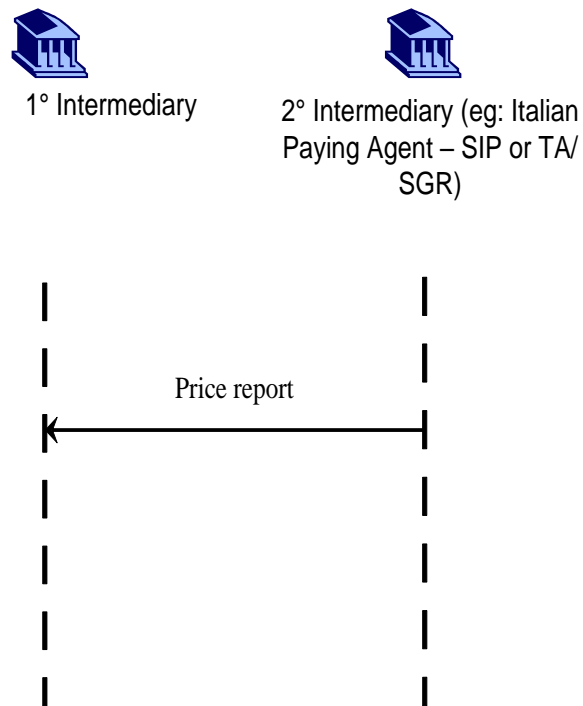 1° Intermediary
2° Intermediary (eg: Italian
Paying Agent – SIP or TA/
SGR)
Price report